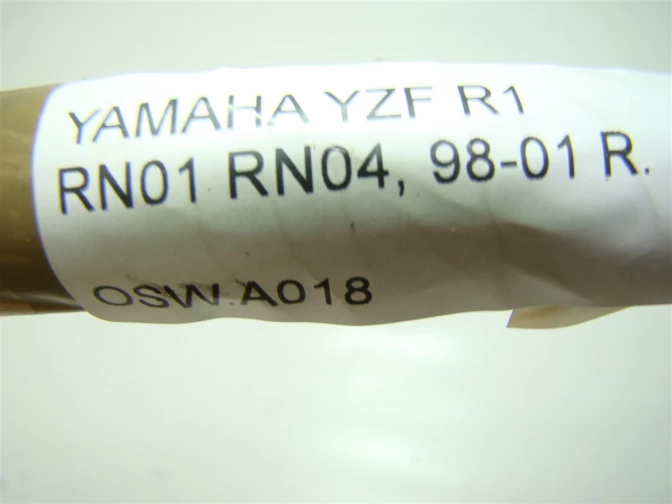 YAMAHA YZF R1
RN01 RN04, 98-01 R.
OSW.A018